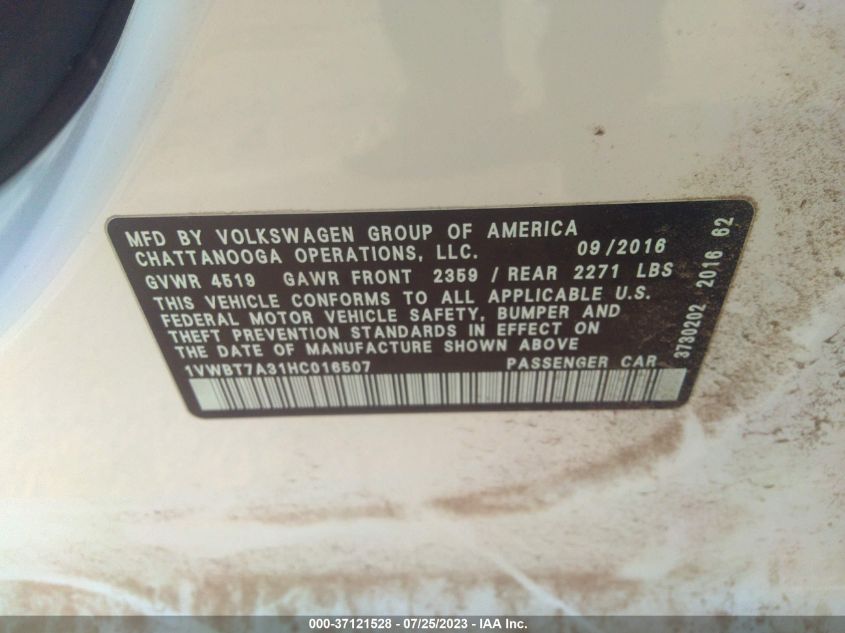 MFD BY VOLKSWAGEN GROUP OF AMERICA
CHATTANOOGA OPERATIONS, LLC. 09/2016
GVWR 4519 GAWR FRONT 2359 / REAR 2271 LBS
THIS VEHICLE CONFORMS TO ALL APPLICABLE U.S.
FEDERAL MOTOR VEHICLE SAFETY, BUMPER AND
THEFT PREVENTION STANDARDS IN EFFECT ON
THE DATE OF MANUFACTURE SHOWN ABOVE
1VWBT7A31HC016507 PASSENGER CAR
3730202 2016 62
000-37121528 - 07/25/2023 - IAA Inc.